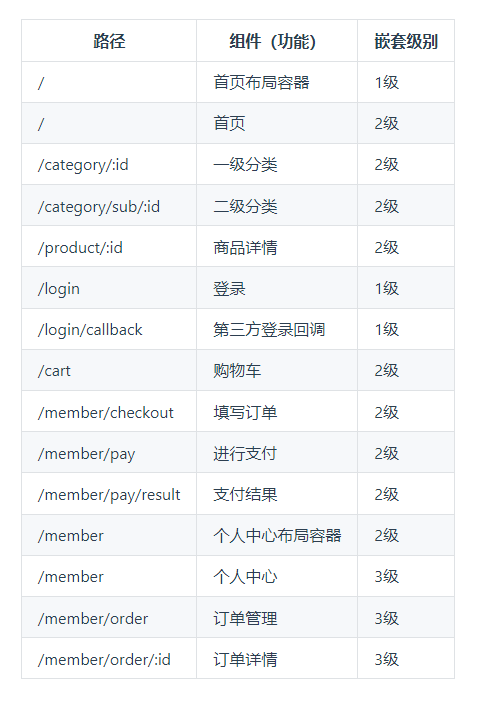 路径 组件（功能） 嵌套级别
/ 首页布局容器 1级
/ 首页 2级
/category/:id 一级分类 2级
/category/sub/:id 二级分类 2级
/product/:id 商品详情 2级
/login 登录 1级
/login/callback 第三方登录回调 1级
/cart 购物车 2级
/member/checkout 填写订单 2级
/member/pay 进行支付 2级
/member/pay/result 支付结果 2级
/member 个人中心布局容器 2级
/member 个人中心 3级
/member/order 订单管理 3级
/member/order/:id 订单详情 3级